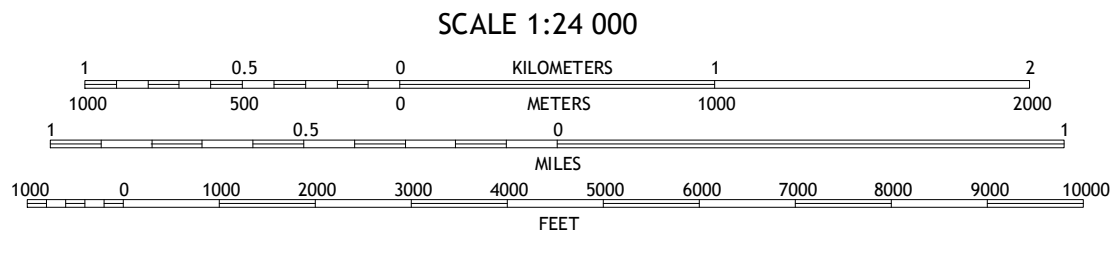 SCALE 1:24 000
1 0.5 0 KILOMETERS 1 2
1000 500 0 METERS 1000 2000
1 0.5 0 1
MILES
1000 0 1000 2000 3000 4000 5000 6000 7000 8000 9000 10000
FEET